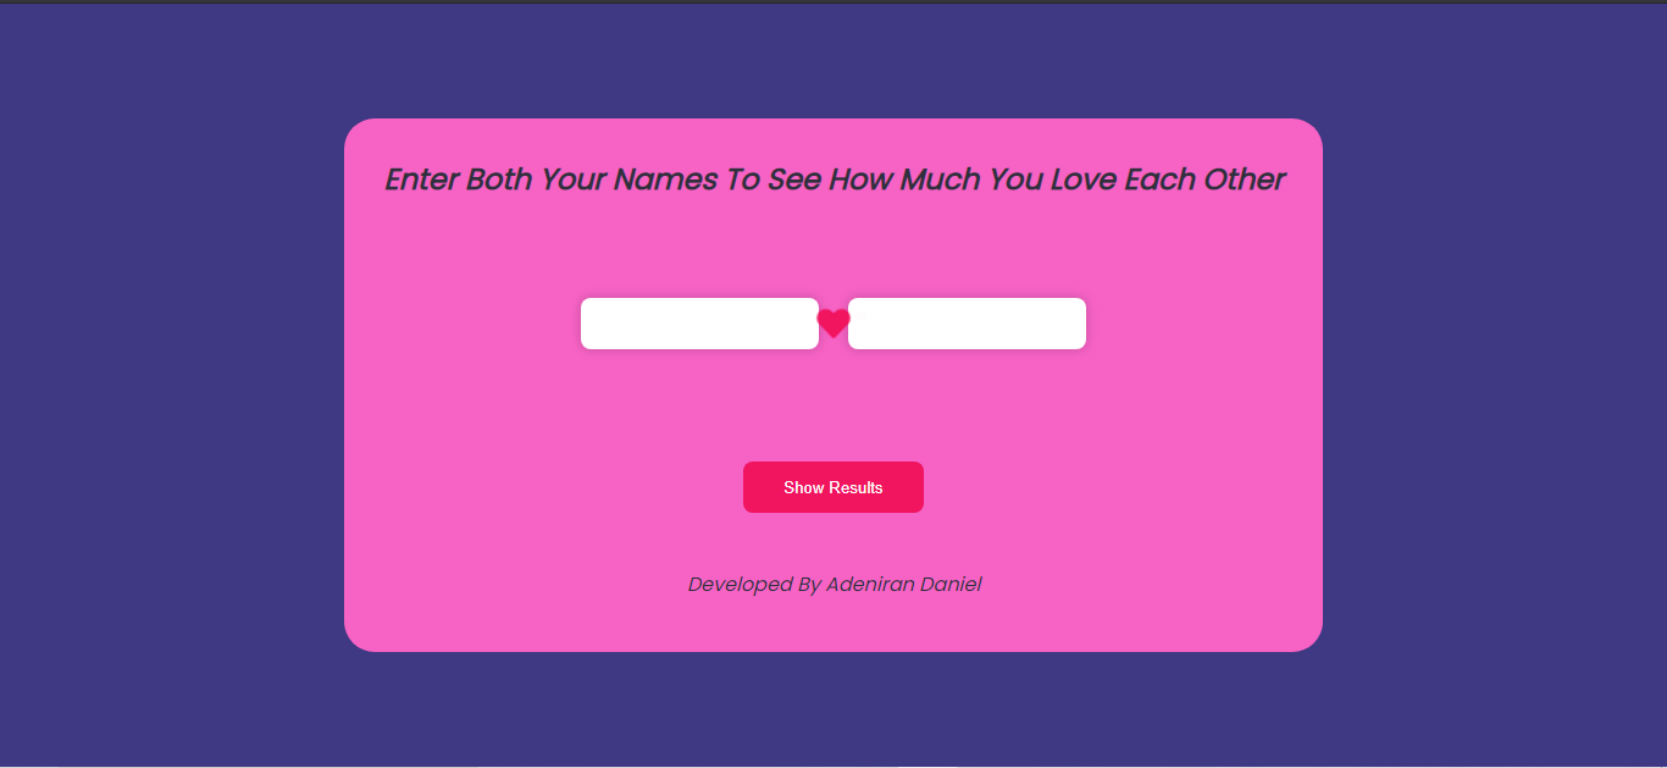 Enter Both Your Names To See How Much You Love Each Other
Show Results
Developed By Adeniran Daniel